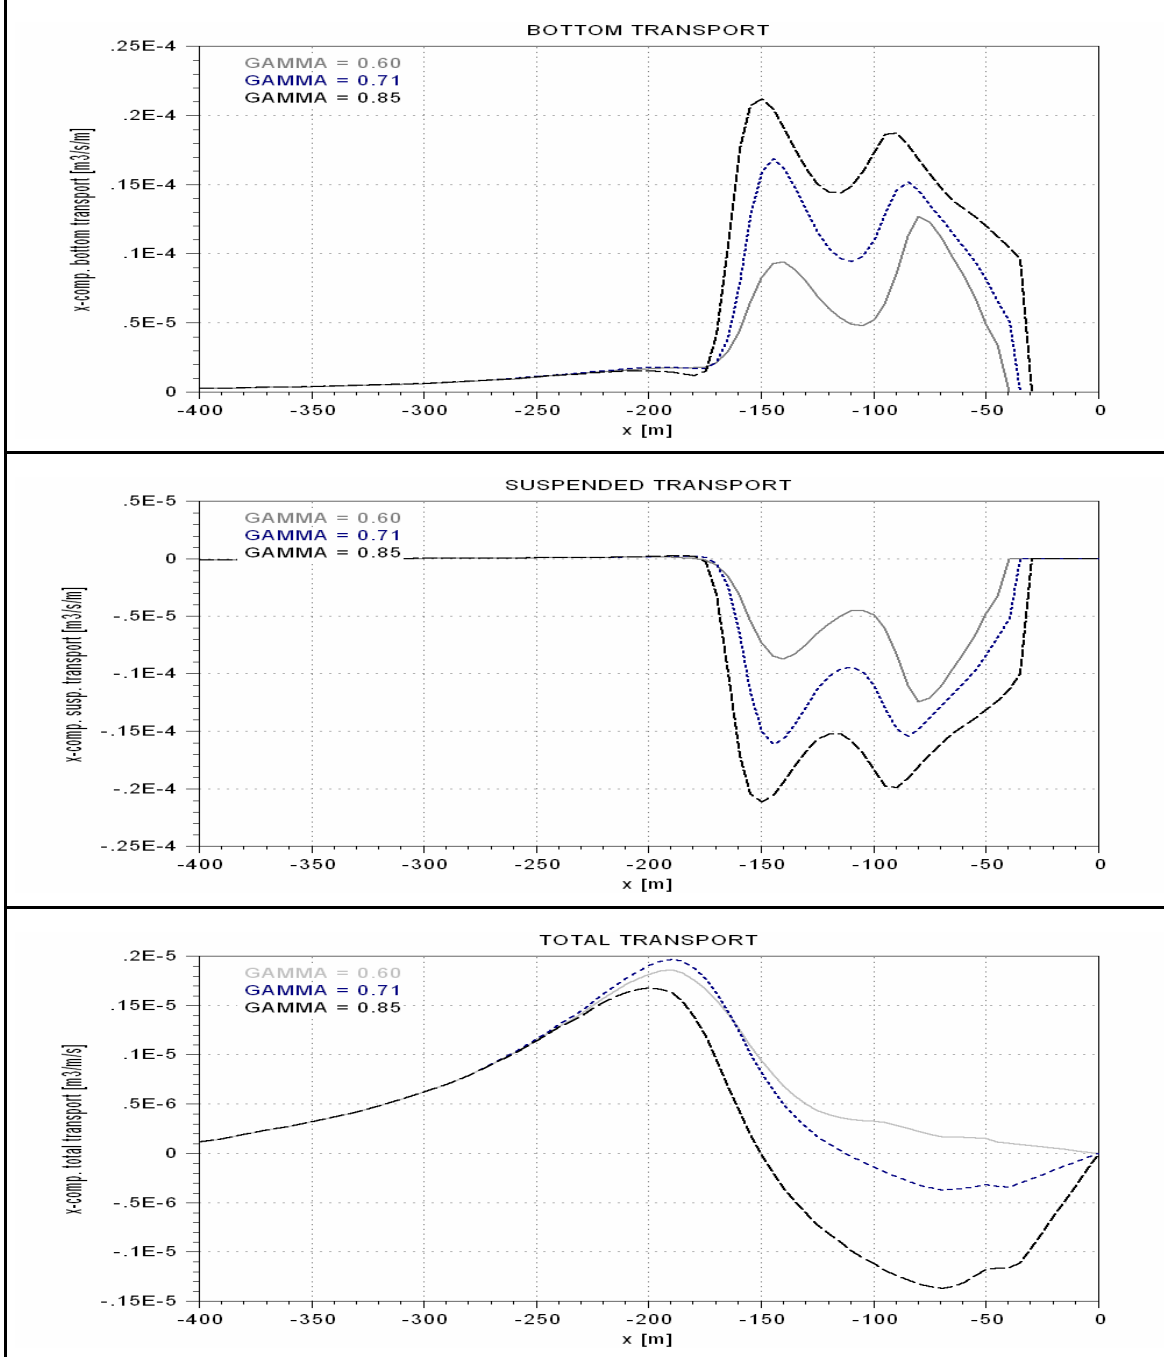 BOTTOM TRANSPORT
.25E-4
GAMMA = 0.60
GAMMA = 0.71
GAMMA = 0.85
.2E-4
.15E-4
.1E-4
.5E-5
0
x-comp. bottom transport [m3/s/m]
-400 -350 -300 -250 -200 -150 -100 -50 0
x [m]
SUSPENDED TRANSPORT
.5E-5
GAMMA = 0.60
GAMMA = 0.71
GAMMA = 0.85
0
-.5E-5
-.1E-4
-.15E-4
-.2E-4
-.25E-4
x-comp. susp. transport [m3/s/m]
-400 -350 -300 -250 -200 -150 -100 -50 0
x [m]
TOTAL TRANSPORT
.2E-5
GAMMA = 0.60
GAMMA = 0.71
GAMMA = 0.85
.15E-5
.1E-5
.5E-6
0
-.5E-6
-.1E-5
-.15E-5
x-comp. total transport [m3/m/s]
-400 -350 -300 -250 -200 -150 -100 -50 0
x [m]